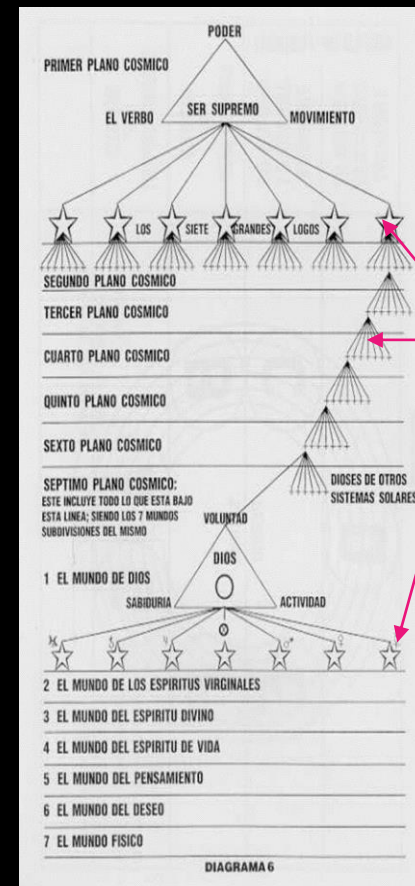 PODER
PRIMER PLANO COSMICO
EL VERBO
SER SUPREMO
MOVIMIENTO
LOS SIETE GRANDES LOGOS
SEGUNDO PLANO COSMICO
TERCER PLANO COSMICO
CUARTO PLANO COSMICO
QUINTO PLANO COSMICO
SEXTO PLANO COSMICO
SEPTIMO PLANO COSMICO:
ESTE INCLUYE TODO LO QUE ESTA BAJO
ESTA LINEA; SIENDO LOS 7 MUNDOS
SUBDIVISIONES DEL MISMO
DIOSES DE OTROS
SISTEMAS SOLARES
VOLUNTAD
DIOS
1 EL MUNDO DE DIOS
SABIDURIA
ACTIVIDAD
2 EL MUNDO DE LOS ESPIRITUS VIRGINALES
3 EL MUNDO DEL ESPIRITU DIVINO
4 EL MUNDO DEL ESPIRITU DE VIDA
5 EL MUNDO DEL PENSAMIENTO
6 EL MUNDO DEL DESEO
7 EL MUNDO FISICO
DIAGRAMA 6